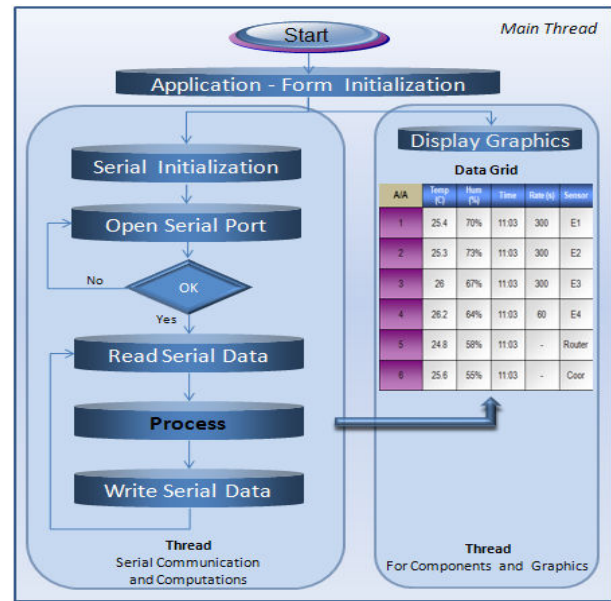 Start
Main Thread
Application - Form Initialization
Serial Initialization
Open Serial Port
No
OK
Yes
Read Serial Data
Process
Write Serial Data
Thread
Serial Communication
and Computations
Display Graphics
Data Grid
A/A Temp (C) Hum (%) Time Rate (s) Sensor
1 25.4 70% 11:03 300 E1
2 25.3 73% 11:03 300 E2
3 26 67% 11:03 300 E3
4 26.2 64% 11:03 60 E4
5 24.8 58% 11:03 - Router
6 25.6 55% 11:03 - Coor
Thread
For Components and Graphics